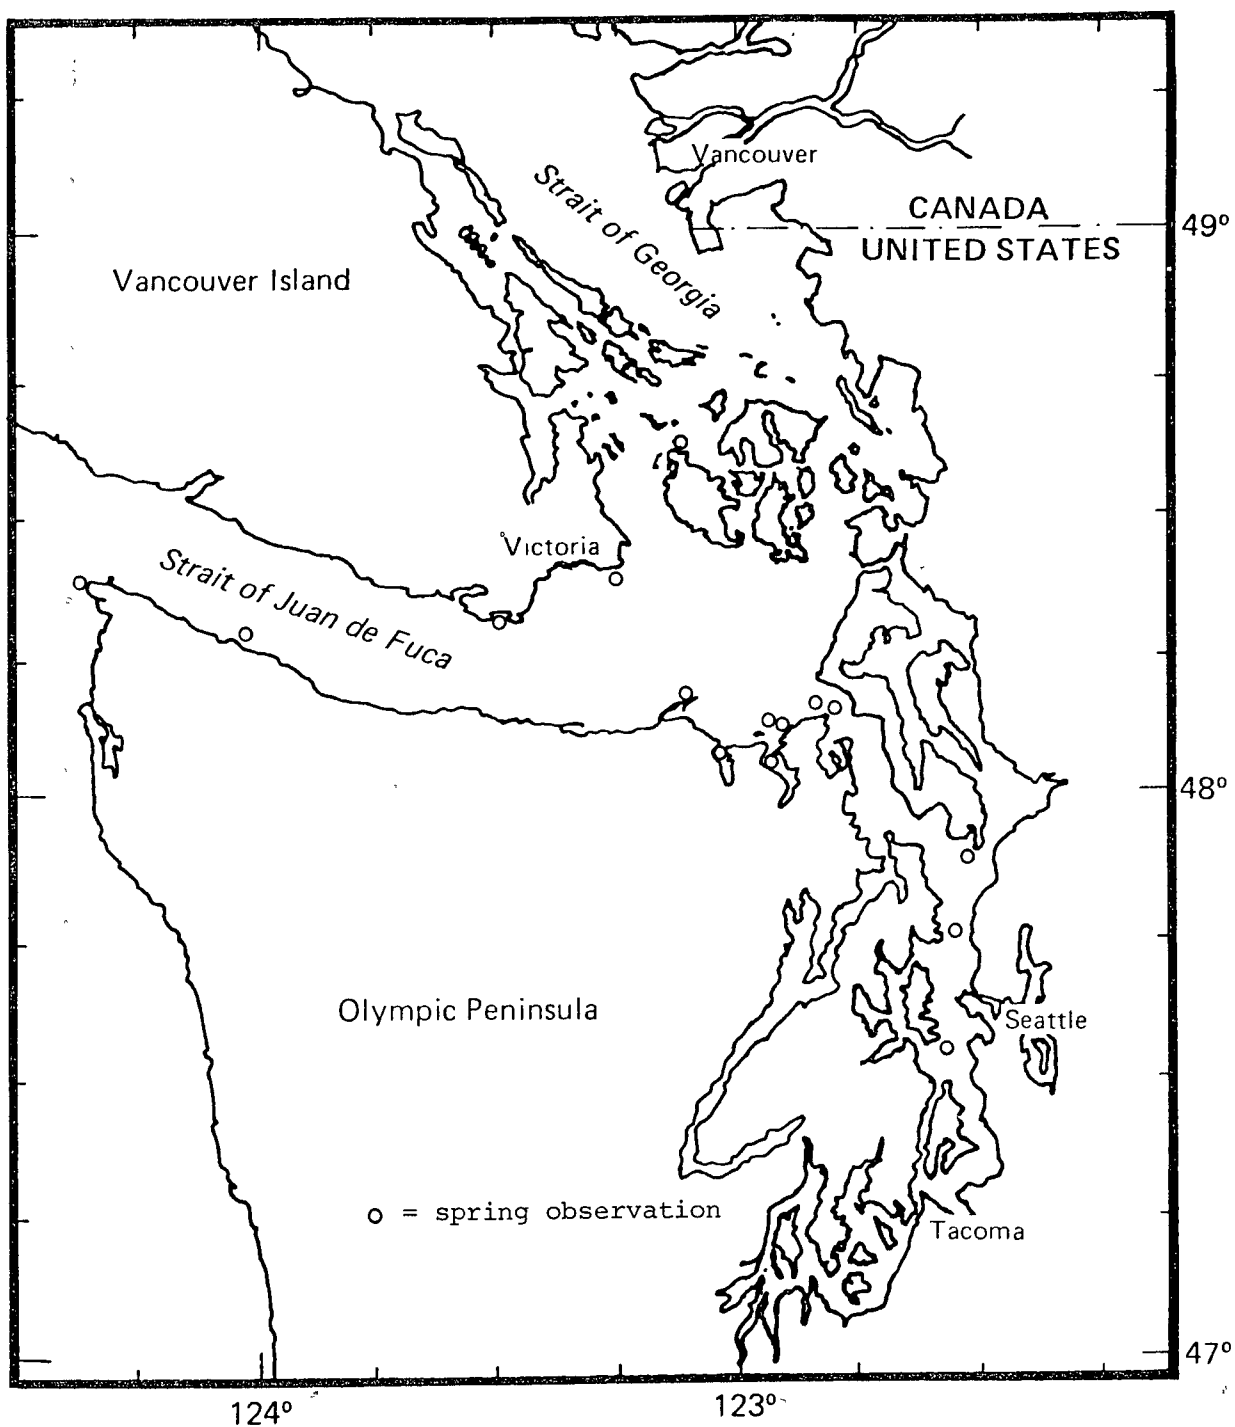 Vancouver
Strait of Georgia
CANADA
UNITED STATES
49°
Vancouver Island
Victoria
Strait of Juan de Fuca
48°
Olympic Peninsula
Seattle
o = spring observation
Tacoma
47°
124°
123°